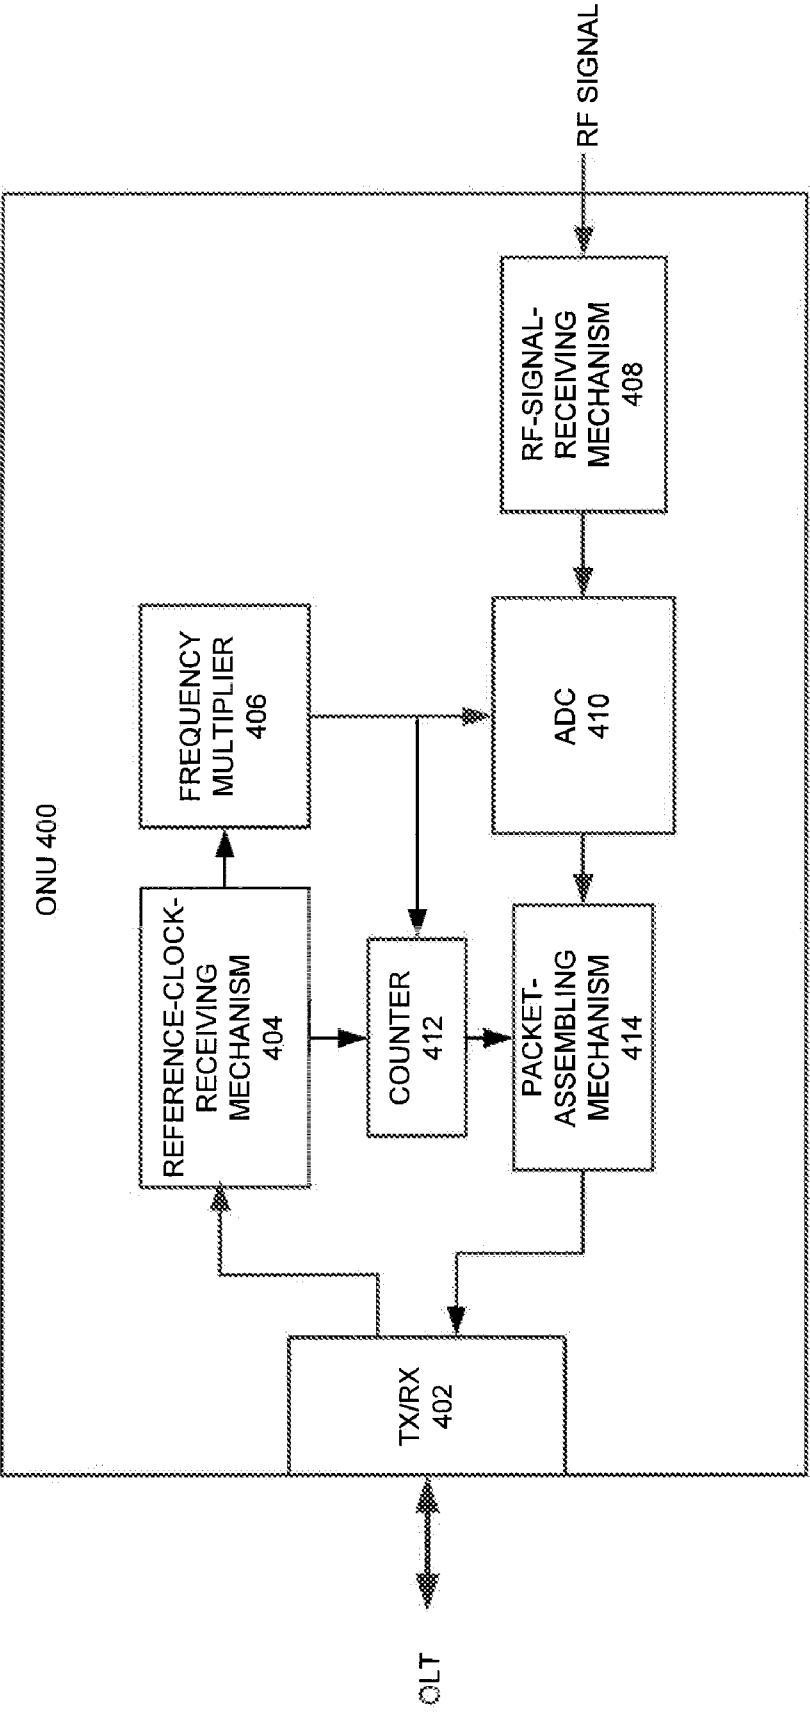 ONU 400
REFERENCE-CLOCK-
RECEIVING
MECHANISM
404
FREQUENCY
MULTIPLIER
406
OLT
TX/RX
402
COUNTER
412
PACKET-
ASSEMBLING
MECHANISM
414
ADC
410
RF-SIGNAL-
RECEIVING
MECHANISM
408
RF SIGNAL